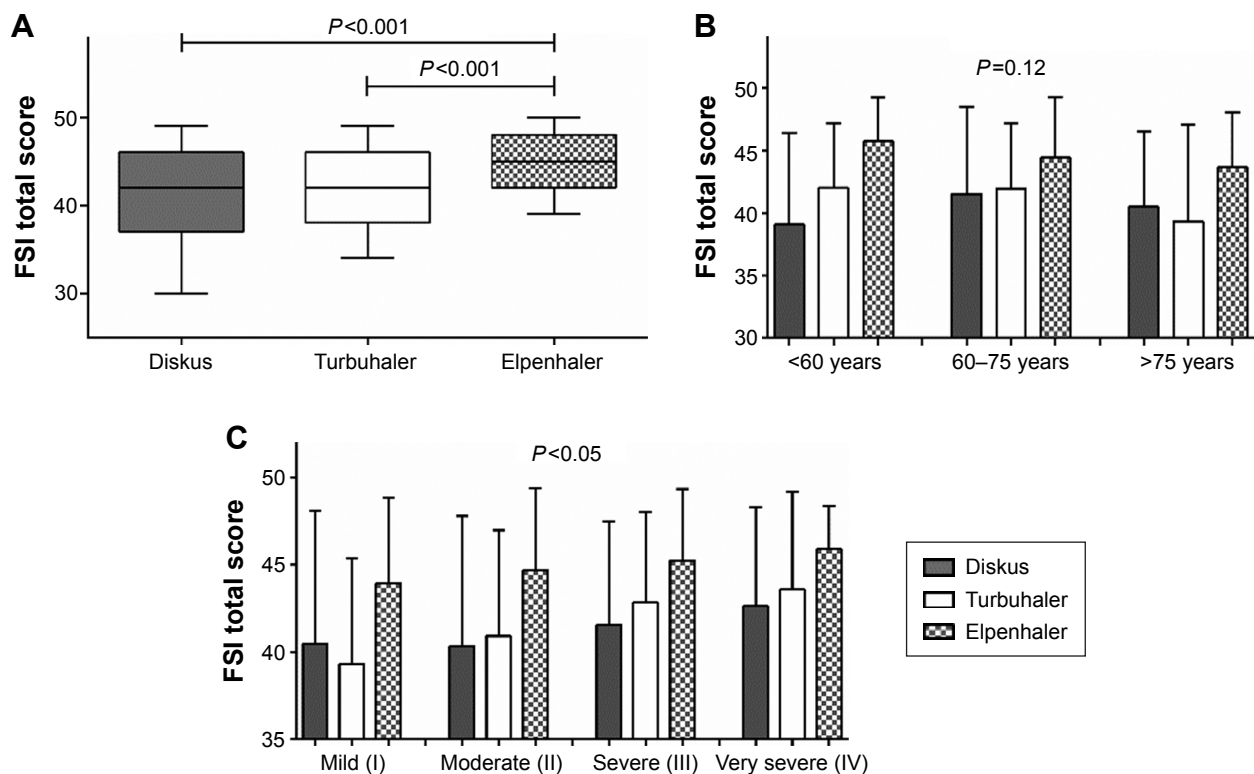 A
P<0.001
P<0.001
FSI total score
50
40
30
Diskus Turbuhaler Elpenhaler
B
P=0.12
FSI total score
50
45
40
35
30
<60 years 60–75 years >75 years
C
P<0.05
FSI total score
50
45
40
35
Mild (I) Moderate (II) Severe (III) Very severe (IV)
Diskus
Turbuhaler
Elpenhaler